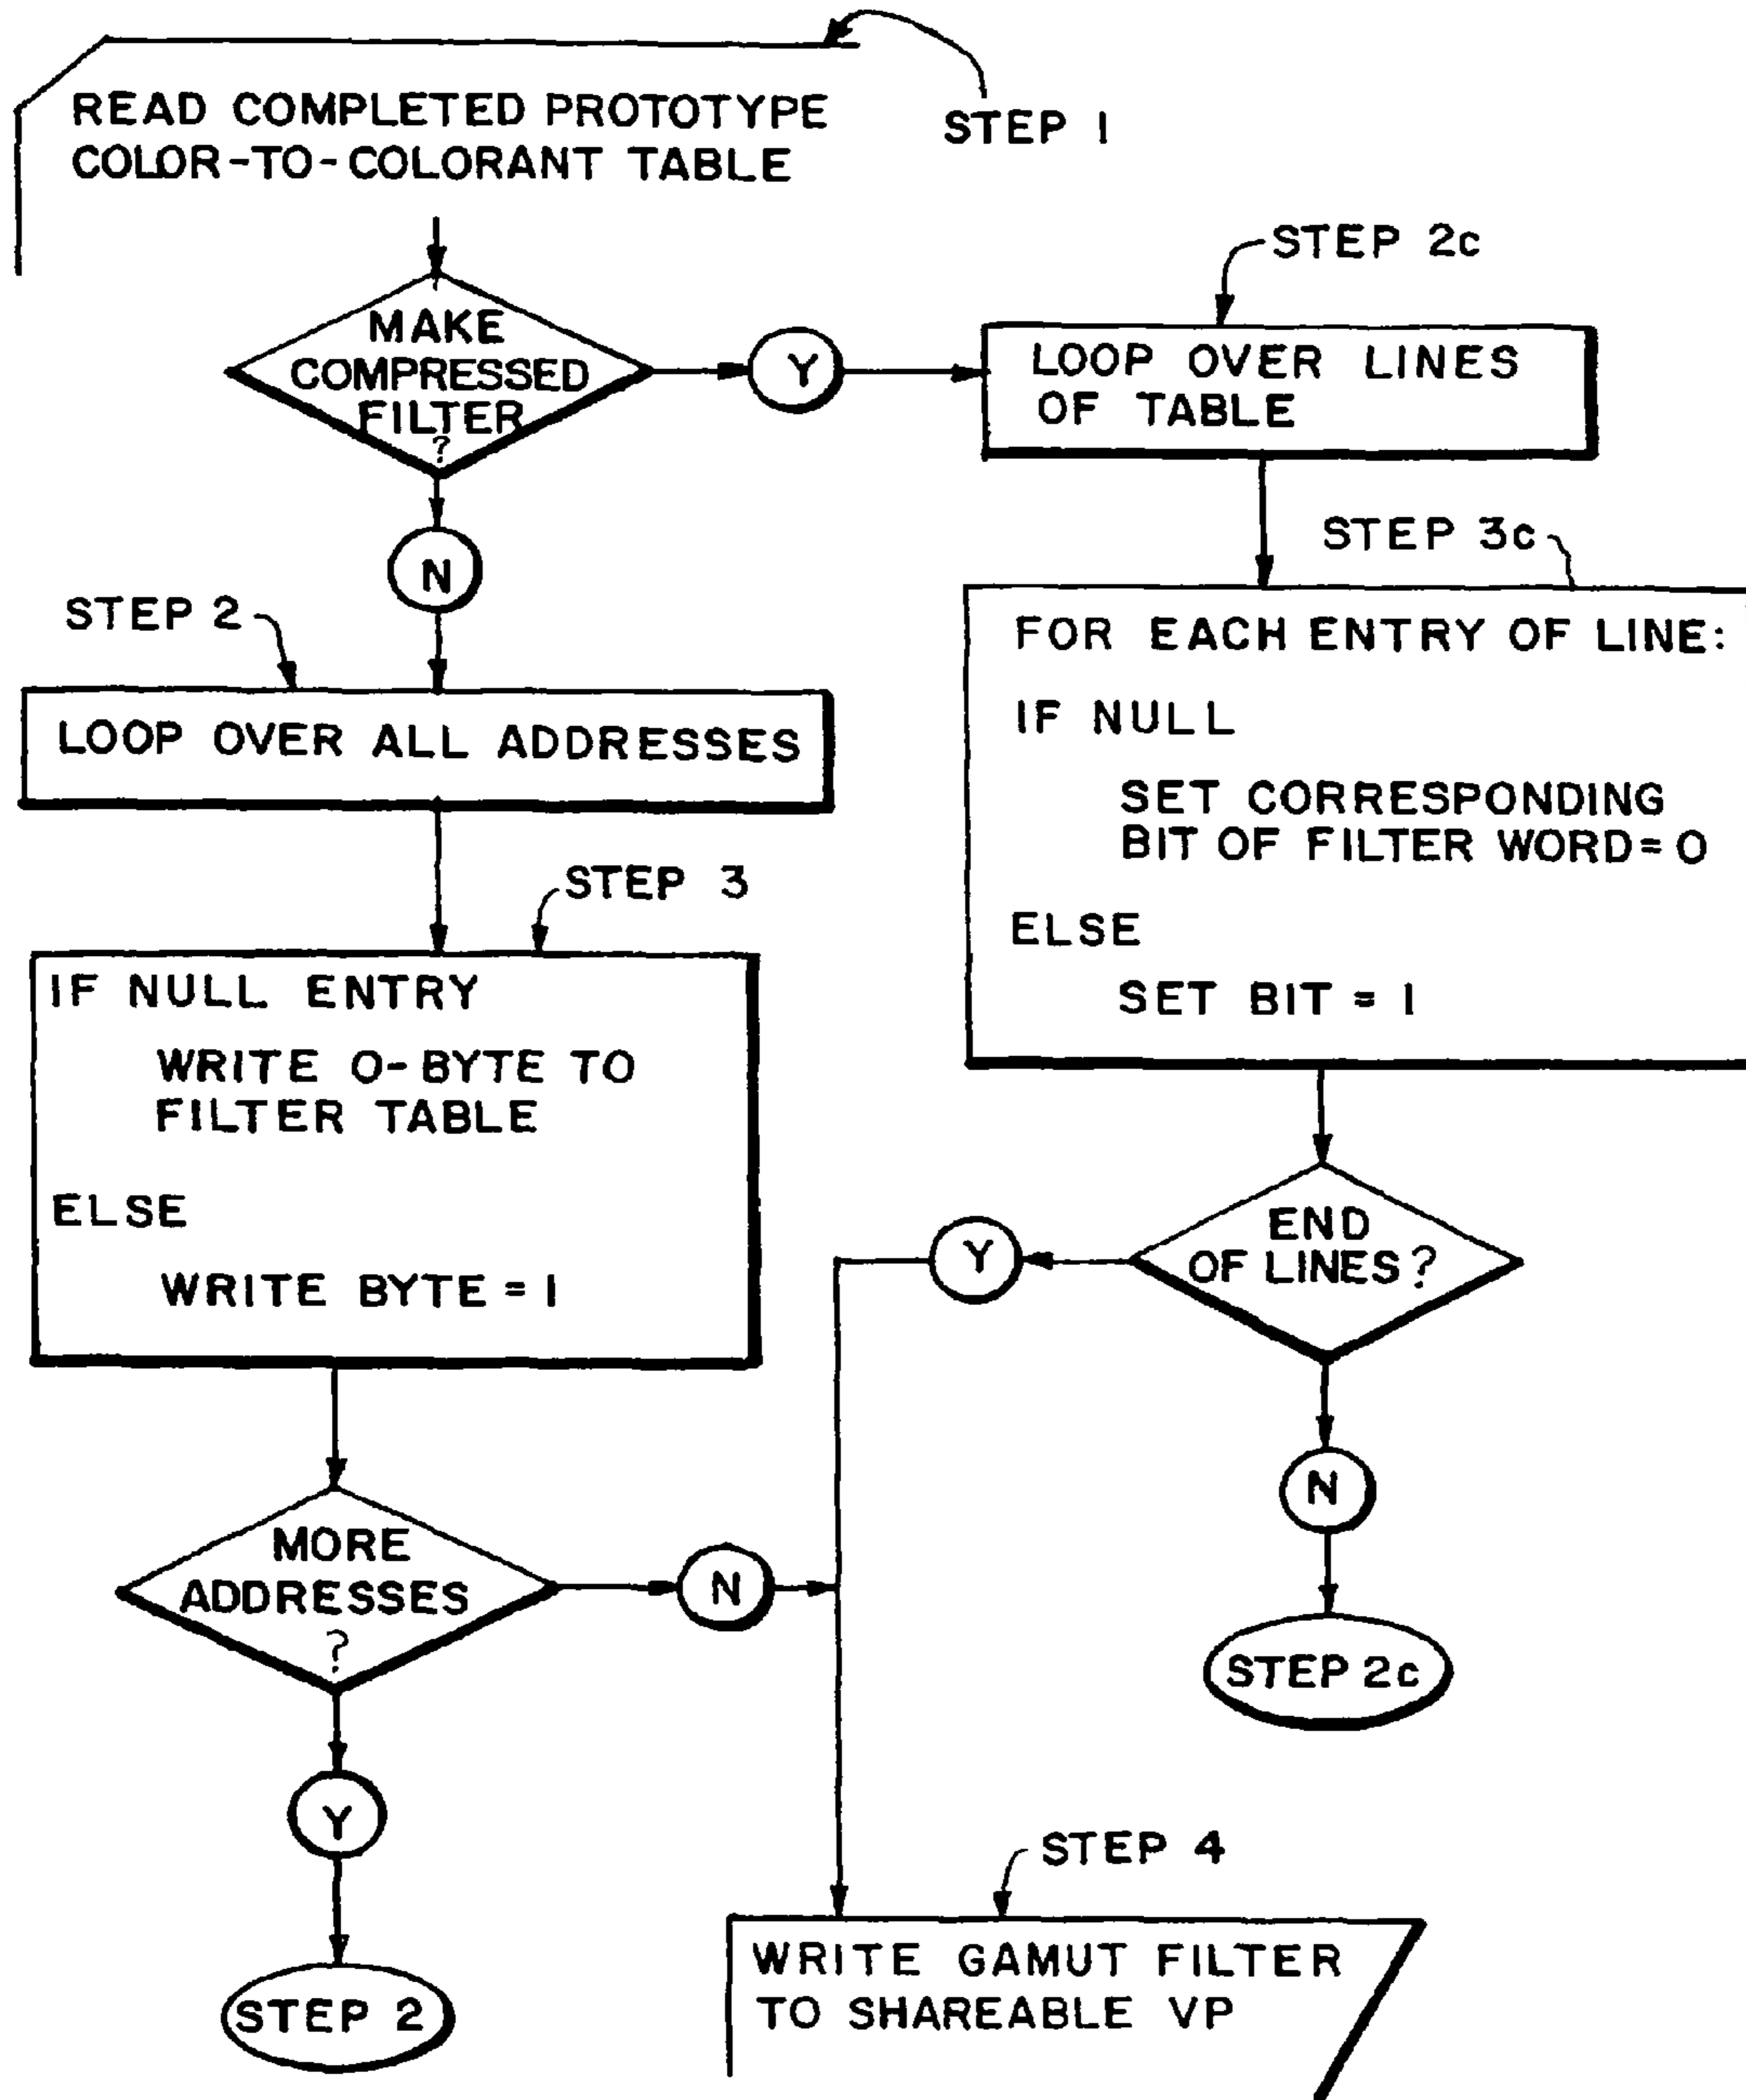 READ COMPLETED PROTOTYPE
COLOR-TO-COLORANT TABLE
STEP 1
MAKE
COMPRESSED
FILTER
?
Y
STEP 2c
LOOP OVER LINES
OF TABLE
N
STEP 3c
FOR EACH ENTRY OF LINE:
IF NULL
SET CORRESPONDING
BIT OF FILTER WORD=0
ELSE
SET BIT = 1
STEP 2
LOOP OVER ALL ADDRESSES
STEP 3
IF NULL ENTRY
WRITE 0-BYTE TO
FILTER TABLE
ELSE
WRITE BYTE = 1
END
OF LINES?
Y
N
STEP 2c
MORE
ADDRESSES
?
N
Y
STEP 2
STEP 4
WRITE GAMUT FILTER
TO SHAREABLE VP